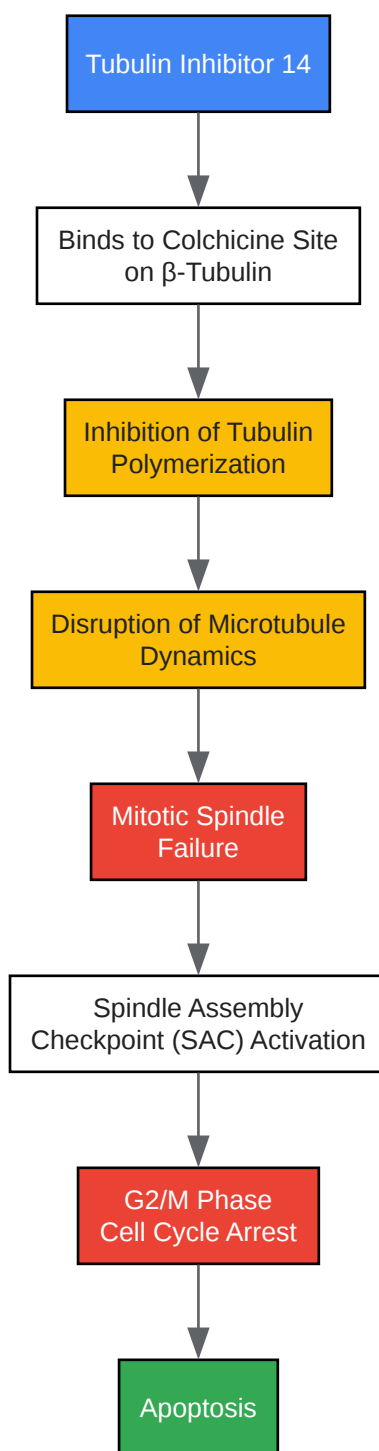 Tubulin Inhibitor 14
Binds to Colchicine Site
on β-Tubulin
Inhibition of Tubulin
Polymerization
Disruption of Microtubule
Dynamics
Mitotic Spindle
Failure
Spindle Assembly
Checkpoint (SAC) Activation
G2/M Phase
Cell Cycle Arrest
Apoptosis